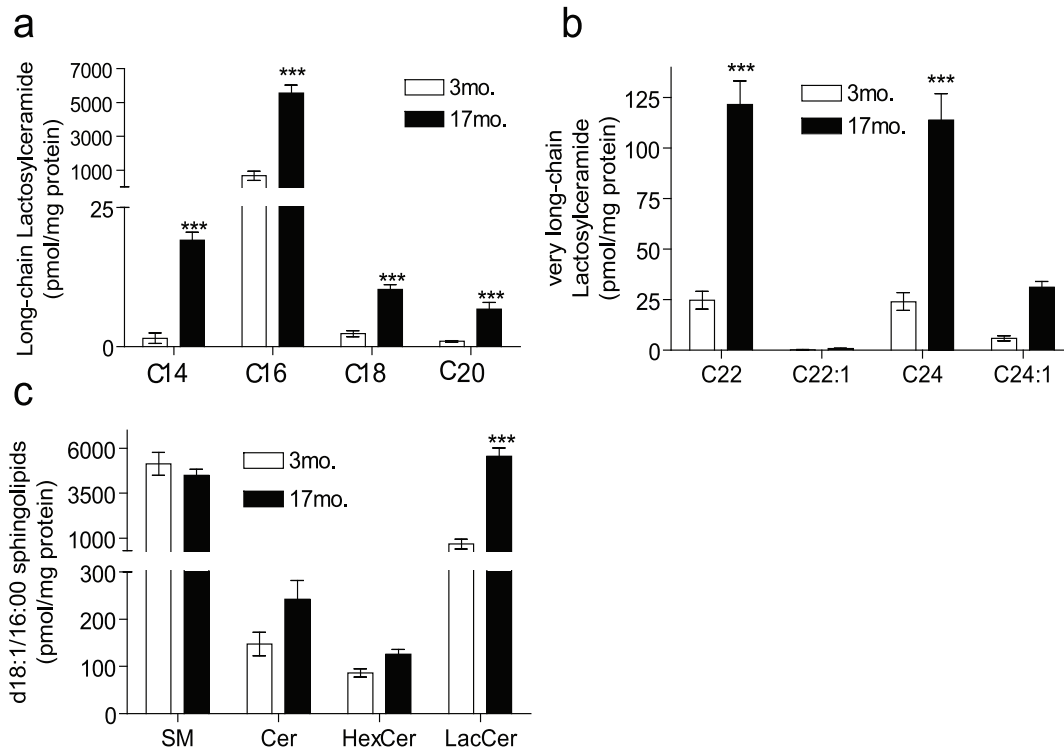 a
Long-chain Lactosylceramide
(pmol/mg protein)
7000
5000
3000
1000
25
0
***
***
***
***
3mo.
17mo.
C14
C16
C18
C20
b
very long-chain
Lactosylceramide
(pmol/mg protein)
125
100
75
50
25
0
***
***
3mo.
17mo.
C22
C22:1
C24
C24:1
c
d18:1/16:00 sphingolipids
(pmol/mg protein)
6000
3500
1000
300
200
100
0
***
3mo.
17mo.
SM
Cer
HexCer
LacCer